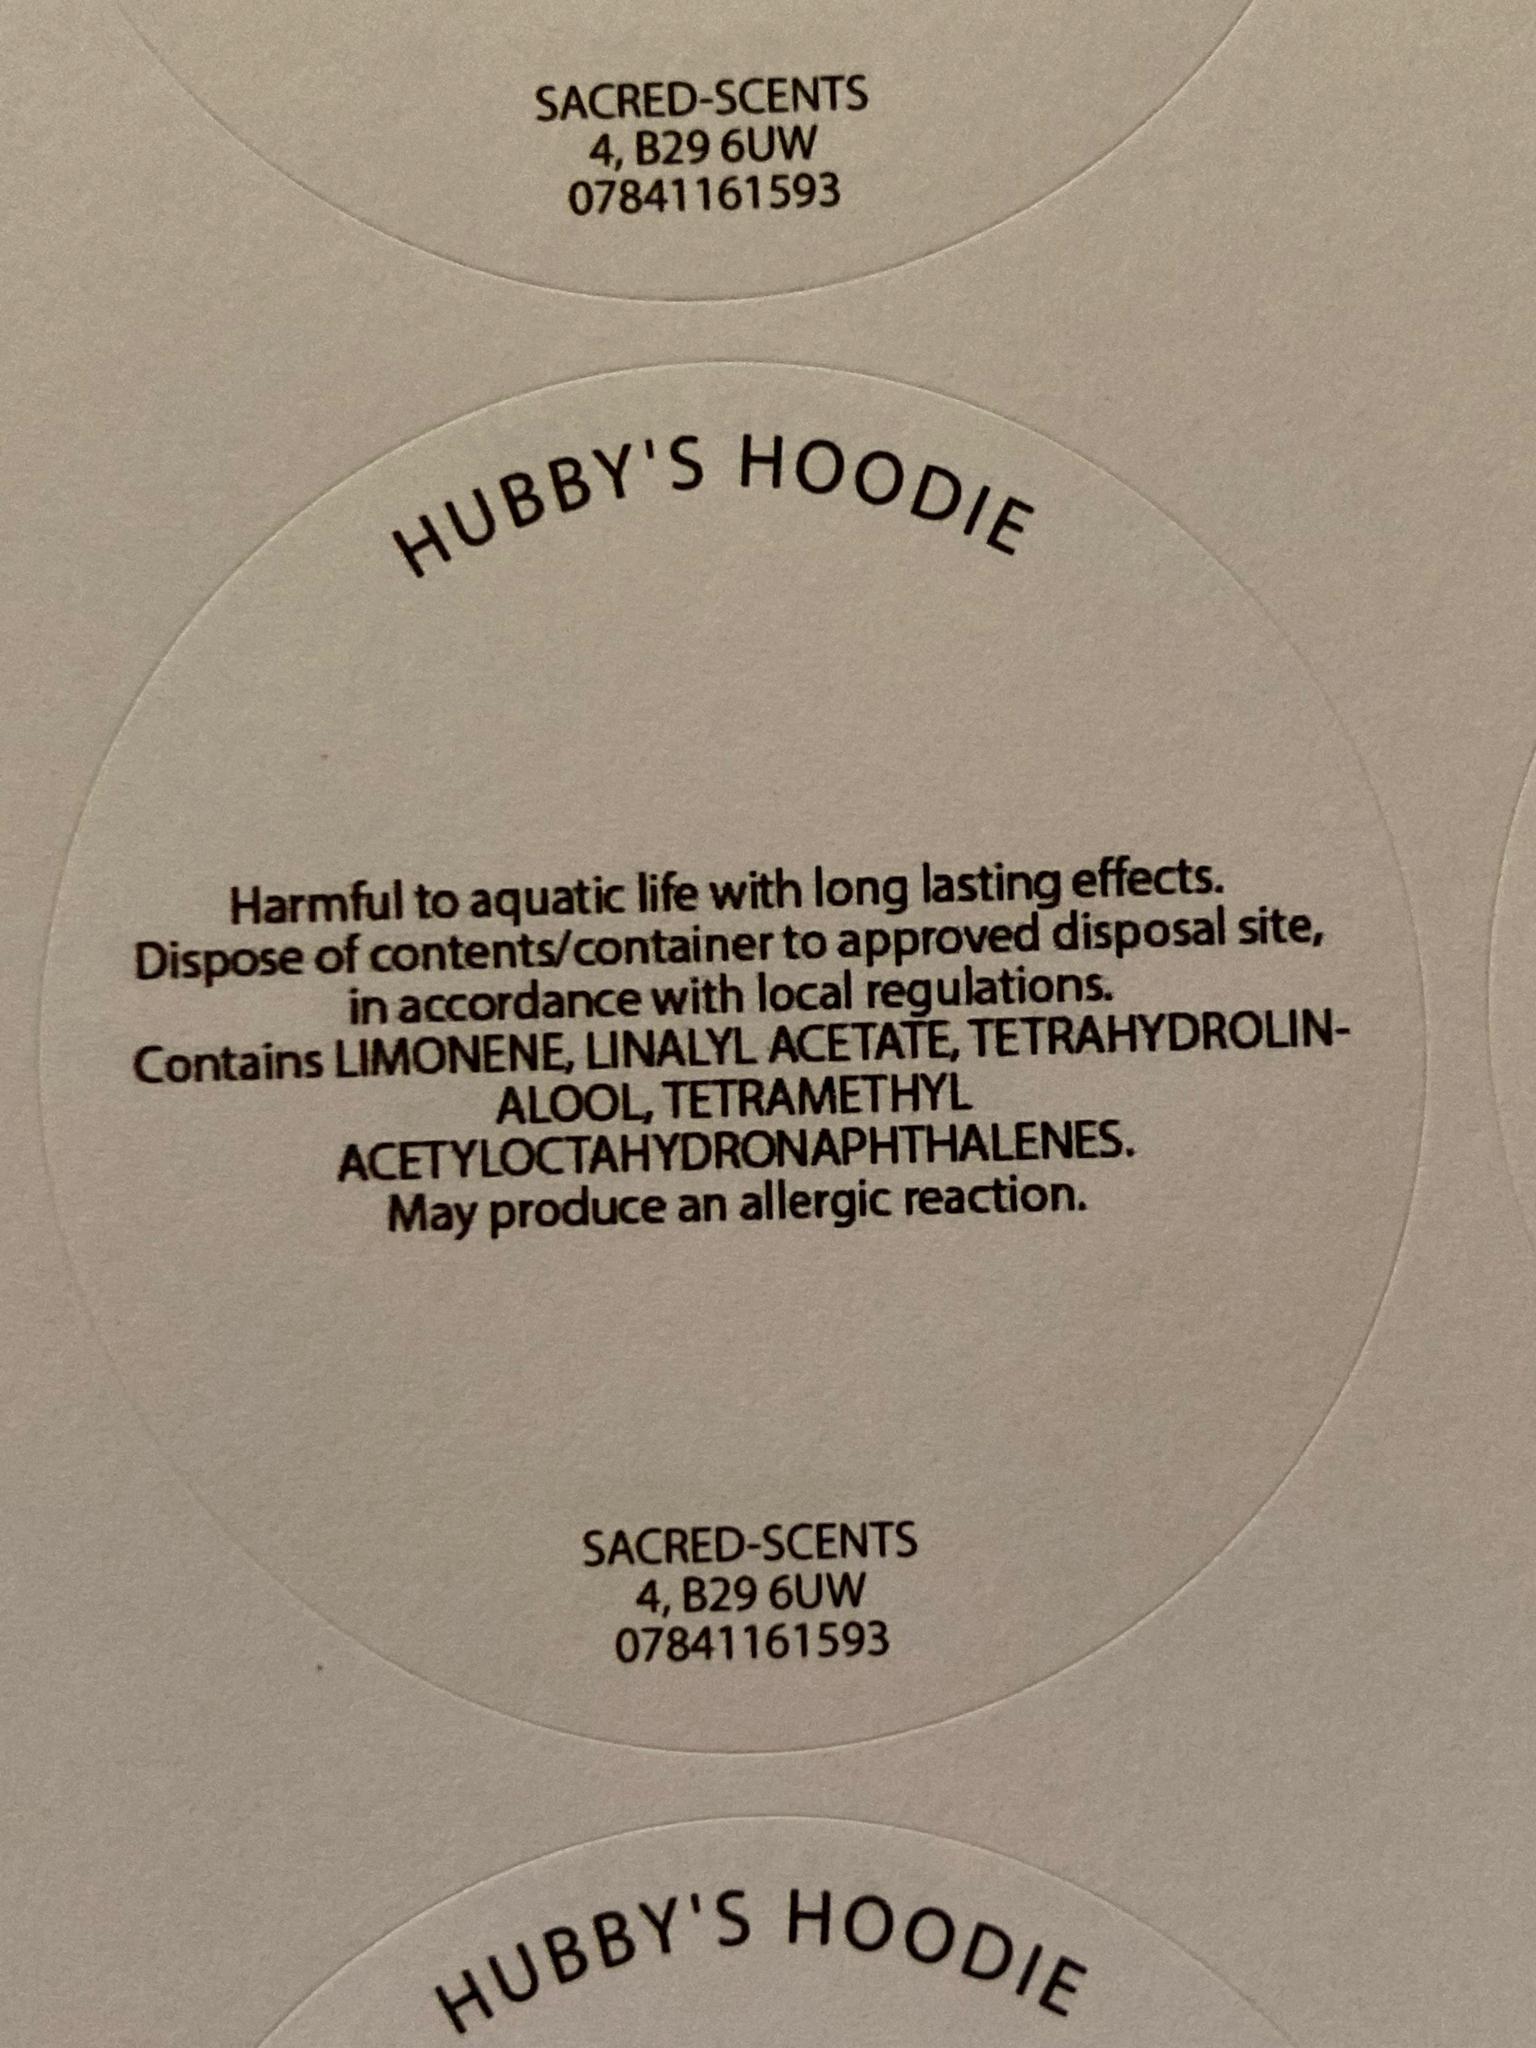 SACRED-SCENTS
4, B29 6UW
07841161593
HUBBY'S HOODIE
Harmful to aquatic life with long lasting effects.
Dispose of contents/container to approved disposal site,
in accordance with local regulations.
Contains LIMONENE, LINALYL ACETATE, TETRAHYDROLIN-
ALOOL, TETRAMETHYL
ACETYLOCTAHYDRONAPHTHALENES.
May produce an allergic reaction.
SACRED-SCENTS
4, B29 6UW
07841161593
HUBBY'S HOODIE